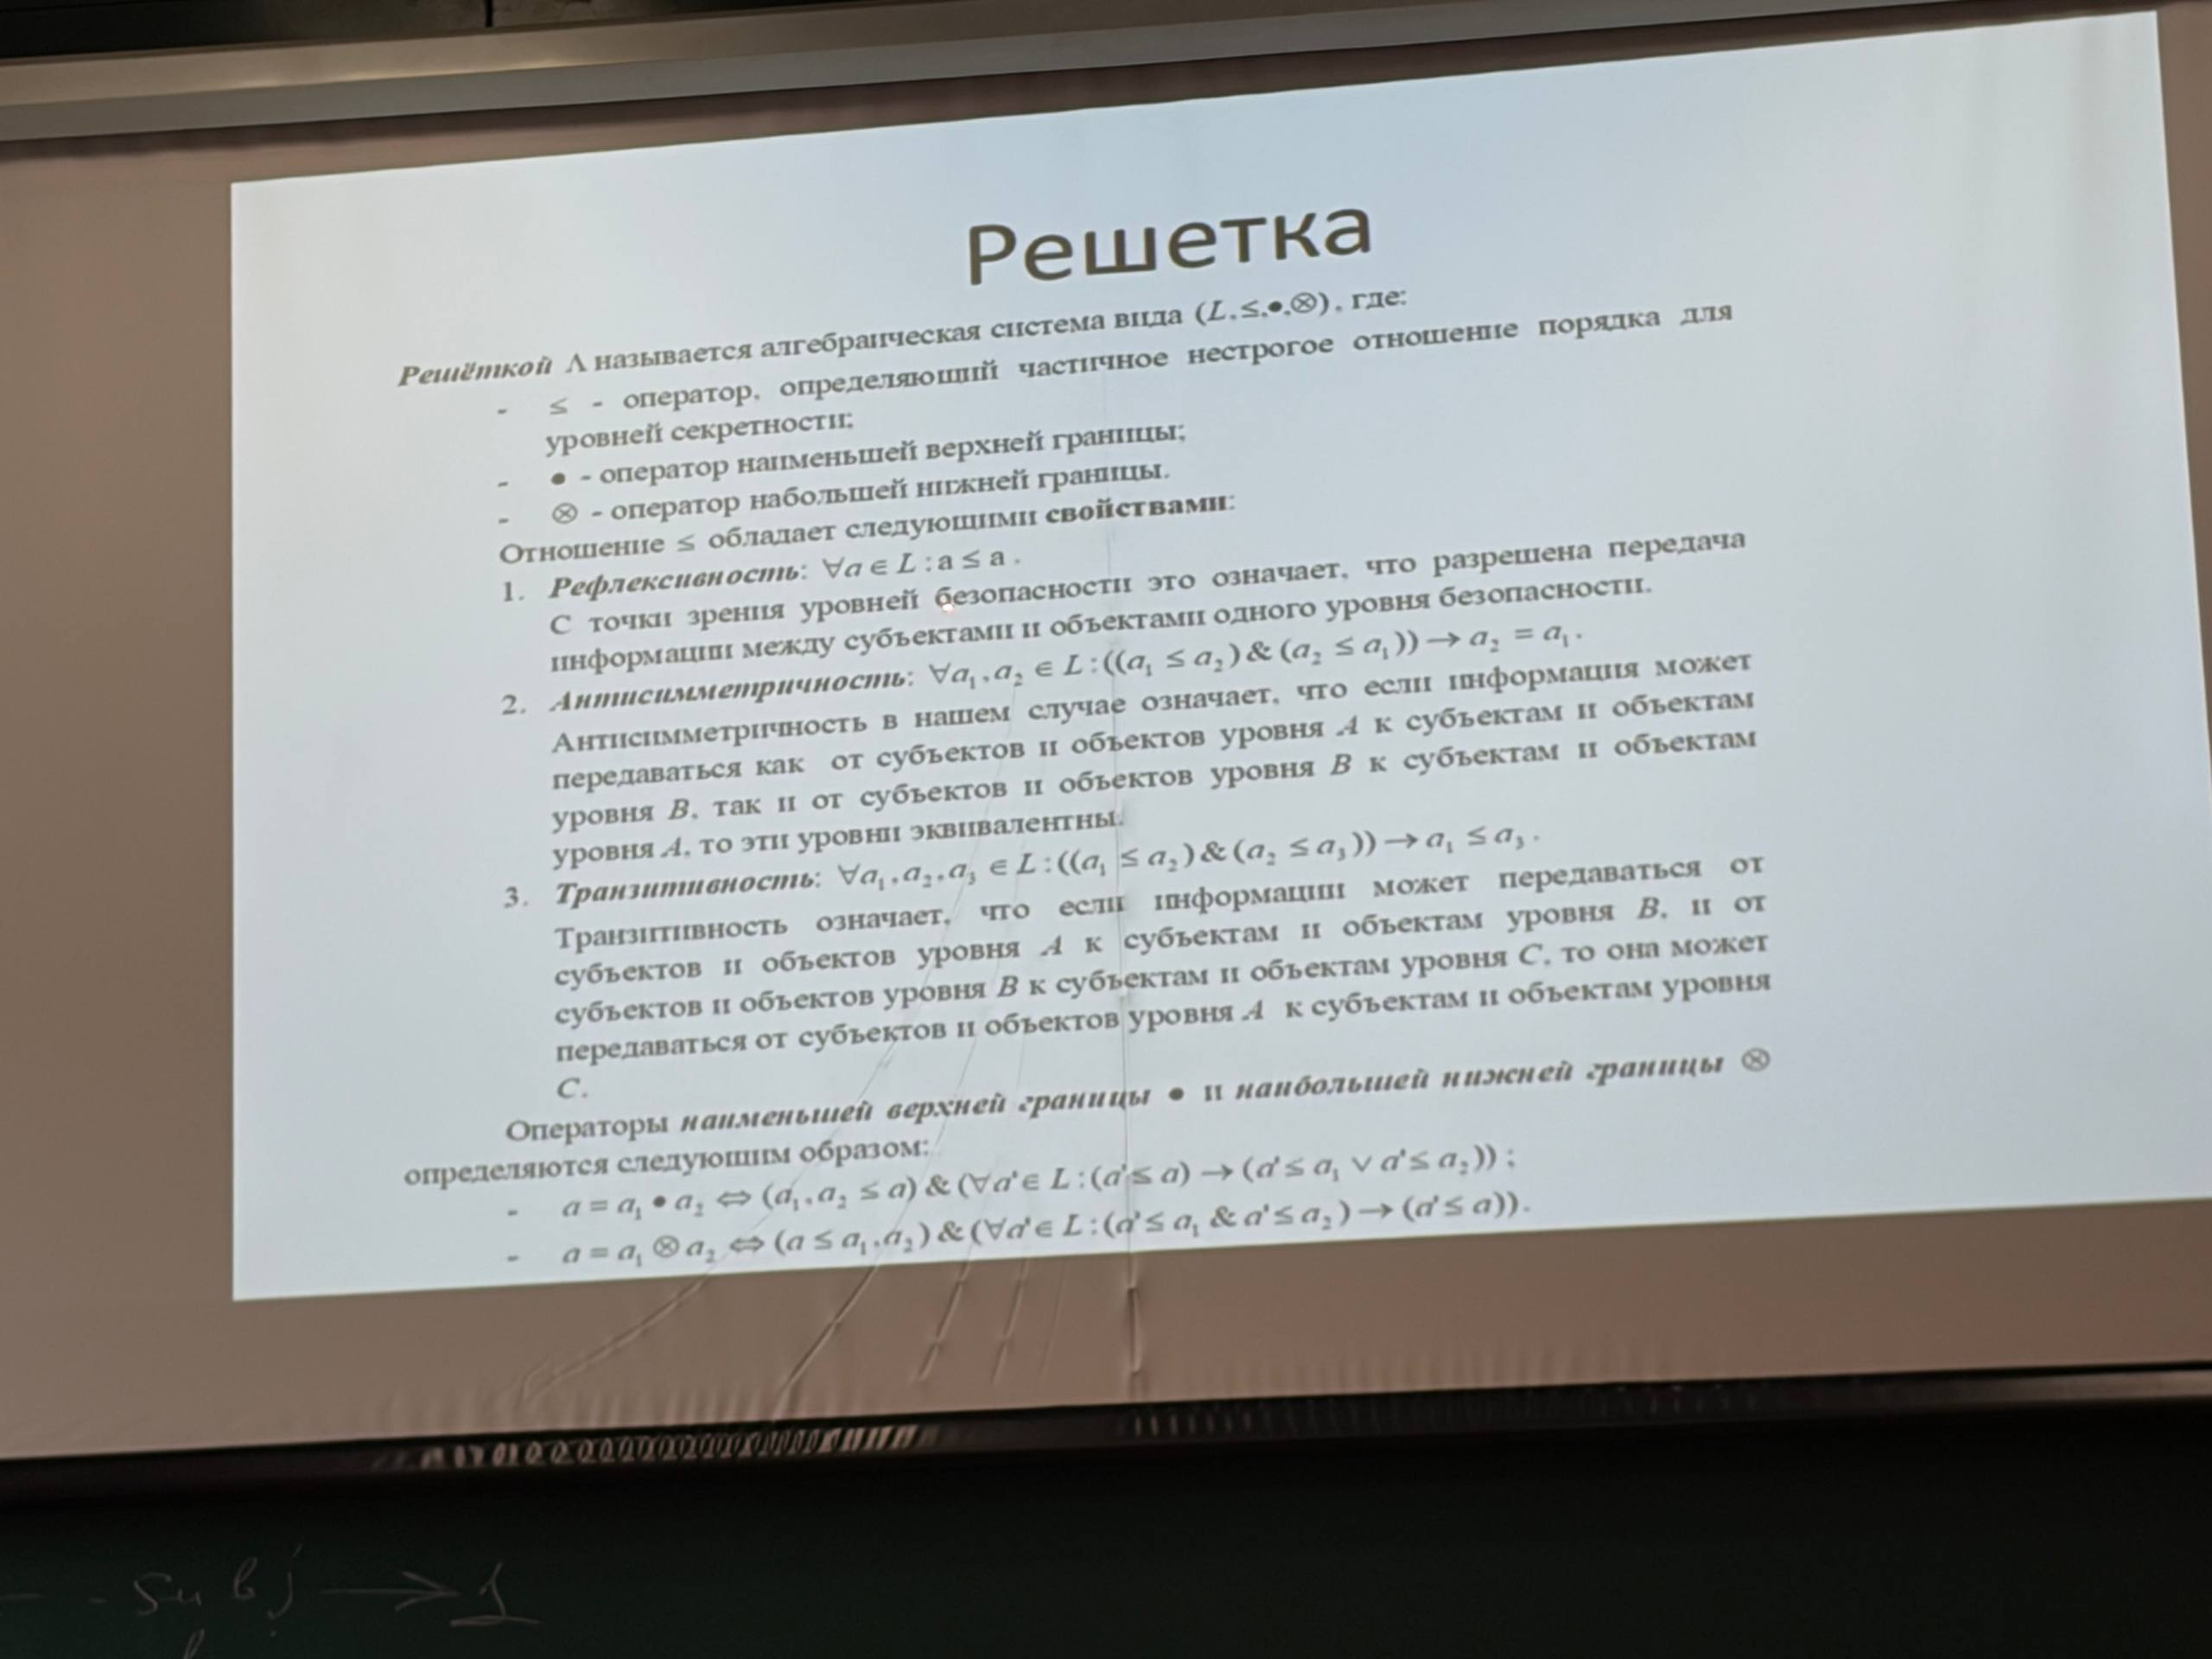 Решетка
Решёткой Λ называется алгебраическая система вида (L,≤,●,⊗), где:
- ≤ - оператор, определяющий частичное нестрогое отношение порядка для
уровней секретности;
- ● - оператор наименьшей верхней границы;
- ⊗ - оператор набольшей нижней границы.
Отношение ≤ обладает следующими свойствами:
1. Рефлексивность: ∀a ∈ L : a ≤ a .
С точки зрения уровней безопасности это означает, что разрешена передача
информации между субъектами и объектами одного уровня безопасности.
2. Антисимметричность: ∀a₁,a₂ ∈ L : ((a₁ ≤ a₂) & (a₂ ≤ a₁)) → a₂ = a₁.
Антисимметричность в нашем случае означает, что если информация может
передаваться как от субъектов и объектов уровня A к субъектам и объектам
уровня B, так и от субъектов и объектов уровня B к субъектам и объектам
уровня A, то эти уровни эквивалентны.
3. Транзитивность: ∀a₁,a₂,a₃ ∈ L : ((a₁ ≤ a₂) & (a₂ ≤ a₃)) → a₁ ≤ a₃.
Транзитивность означает, что если информации может передаваться от
субъектов и объектов уровня A к субъектам и объектам уровня B, и от
субъектов и объектов уровня B к субъектам и объектам уровня C, то она может
передаваться от субъектов и объектов уровня A к субъектам и объектам уровня
C.
Операторы наименьшей верхней границы ● и наибольшей нижней границы ⊗
определяются следующим образом:
- a = a₁ ● a₂ ⇔ (a₁,a₂ ≤ a) & (∀a' ∈ L : (a' ≤ a) → (a' ≤ a₁ ∨ a' ≤ a₂)) ;
- a = a₁ ⊗ a₂ ⇔ (a ≤ a₁,a₂) & (∀a' ∈ L : (a' ≤ a₁ & a' ≤ a₂) → (a' ≤ a)).
- subj → 1